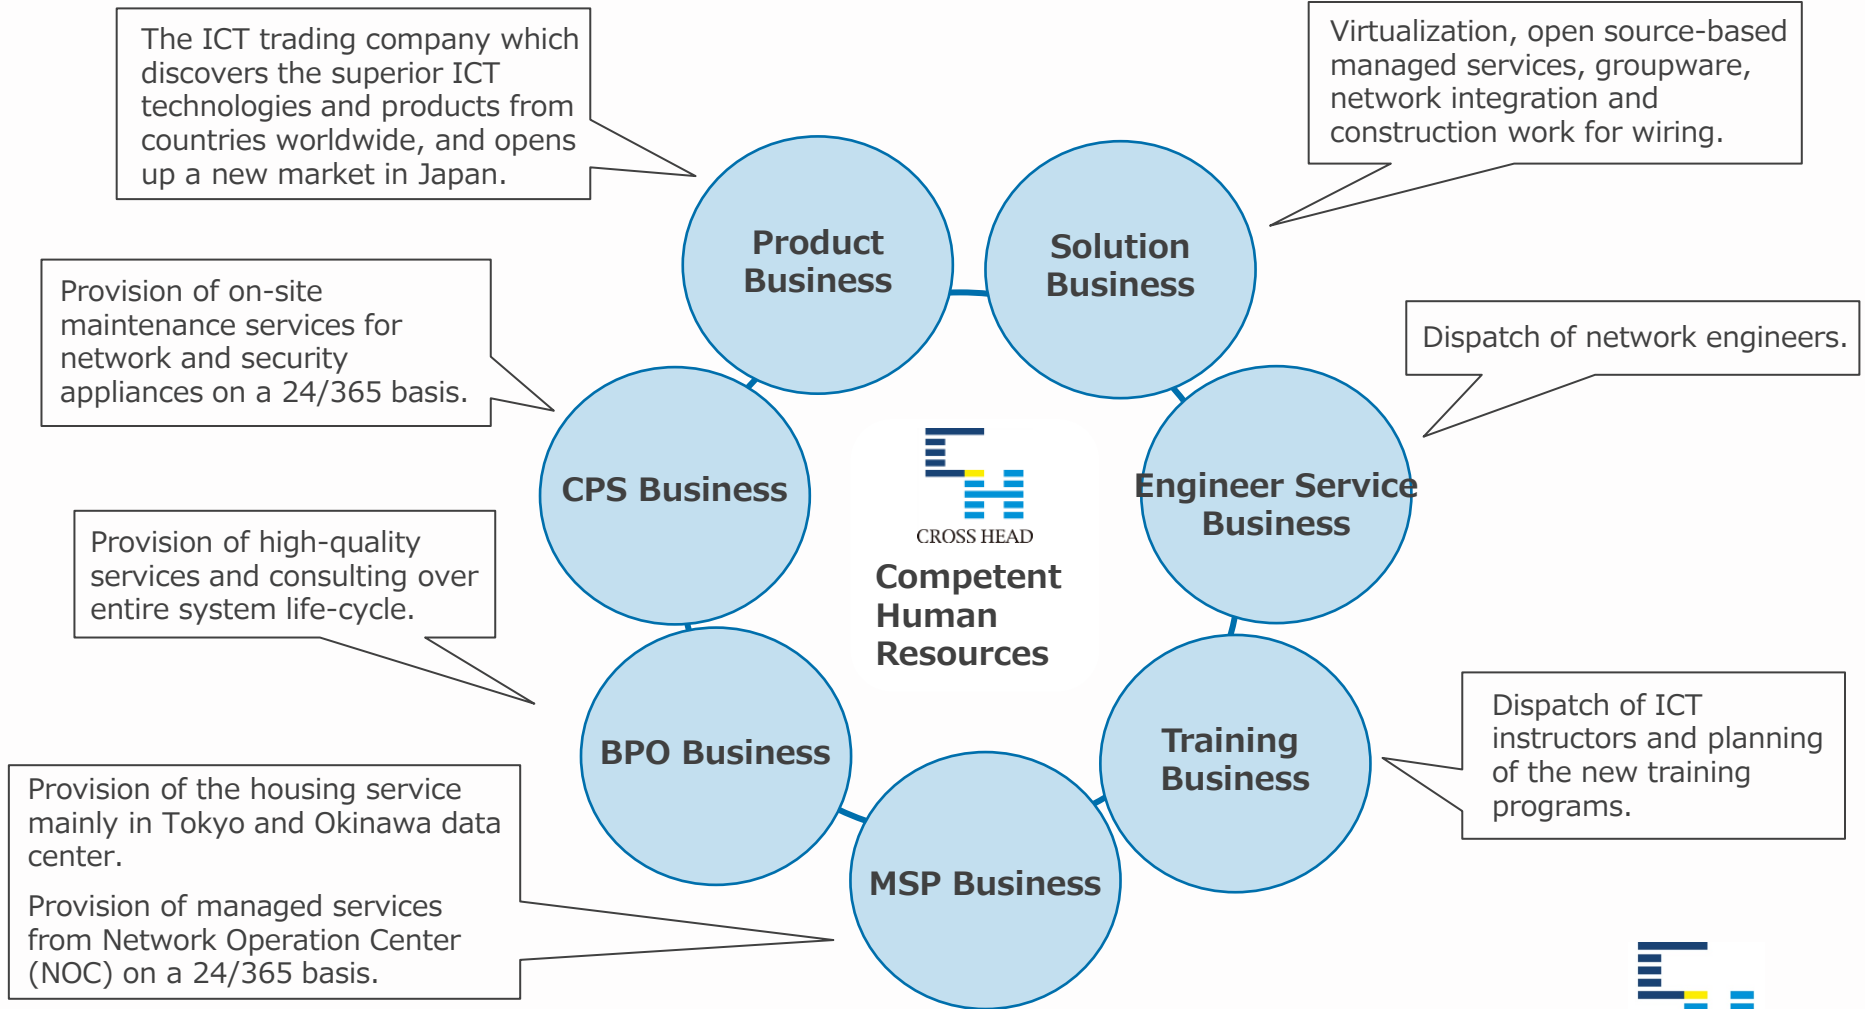 The ICT trading company which
discovers the superior ICT
technologies and products from
countries worldwide, and opens
up a new market in Japan.
Virtualization, open source-based
managed services, groupware,
network integration and
construction work for wiring.
Product
Business
Solution
Business
Provision of on-site
maintenance services for
network and security
appliances on a 24/365 basis.
Dispatch of network engineers.
CPS Business
CROSS HEAD
Competent
Human
Resources
Engineer Service
Business
Provision of high-quality
services and consulting over
entire system life-cycle.
BPO Business
Training
Business
Dispatch of ICT
instructors and planning
of the new training
programs.
Provision of the housing service
mainly in Tokyo and Okinawa data
center.
Provision of managed services
from Network Operation Center
(NOC) on a 24/365 basis.
MSP Business